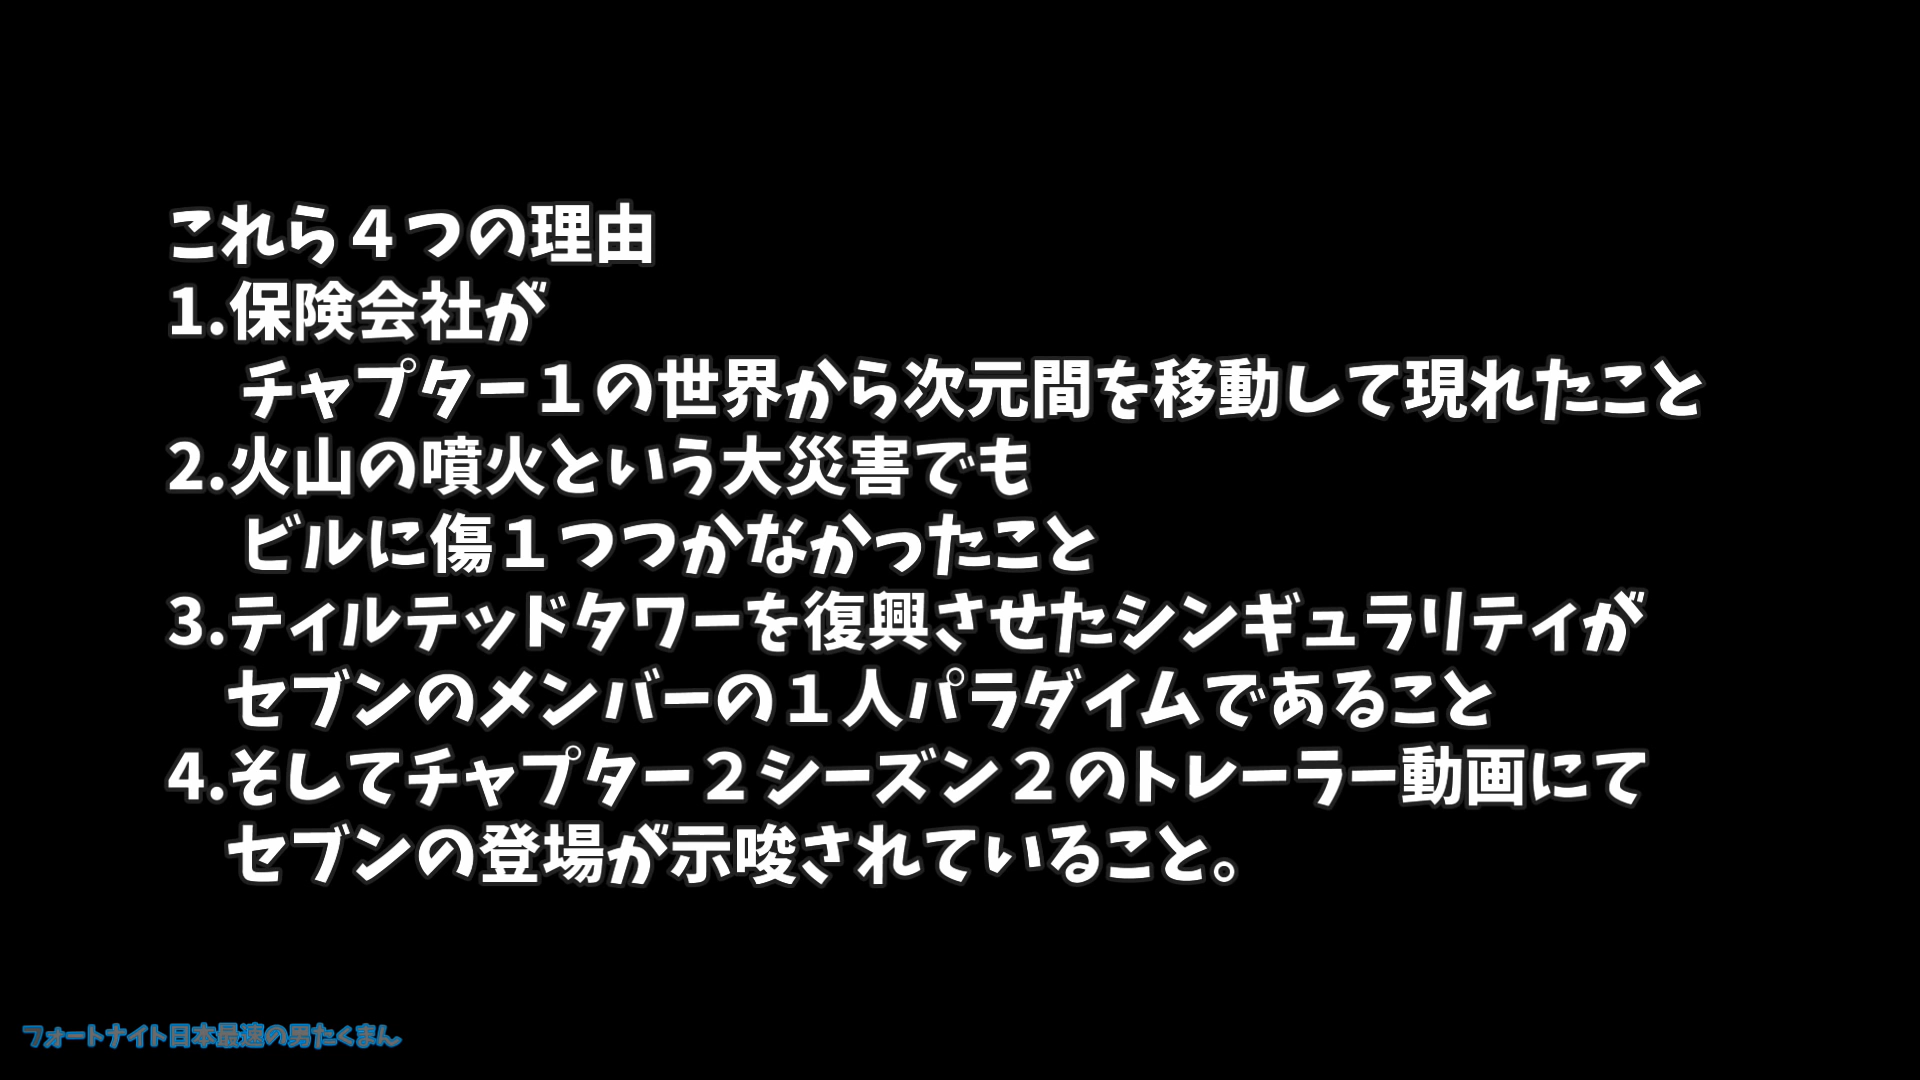 これら４つの理由
1.保険会社が
チャプター１の世界から次元間を移動して現れたこと
2.火山の噴火という大災害でも
ビルに傷１つつかなかったこと
3.ティルテッドタワーを復興させたシンギュラリティが
セブンのメンバーの１人パラダイムであること
4.そしてチャプター２シーズン２のトレーラー動画にて
セブンの登場が示唆されていること。
フォートナイト日本最速の男たくまん